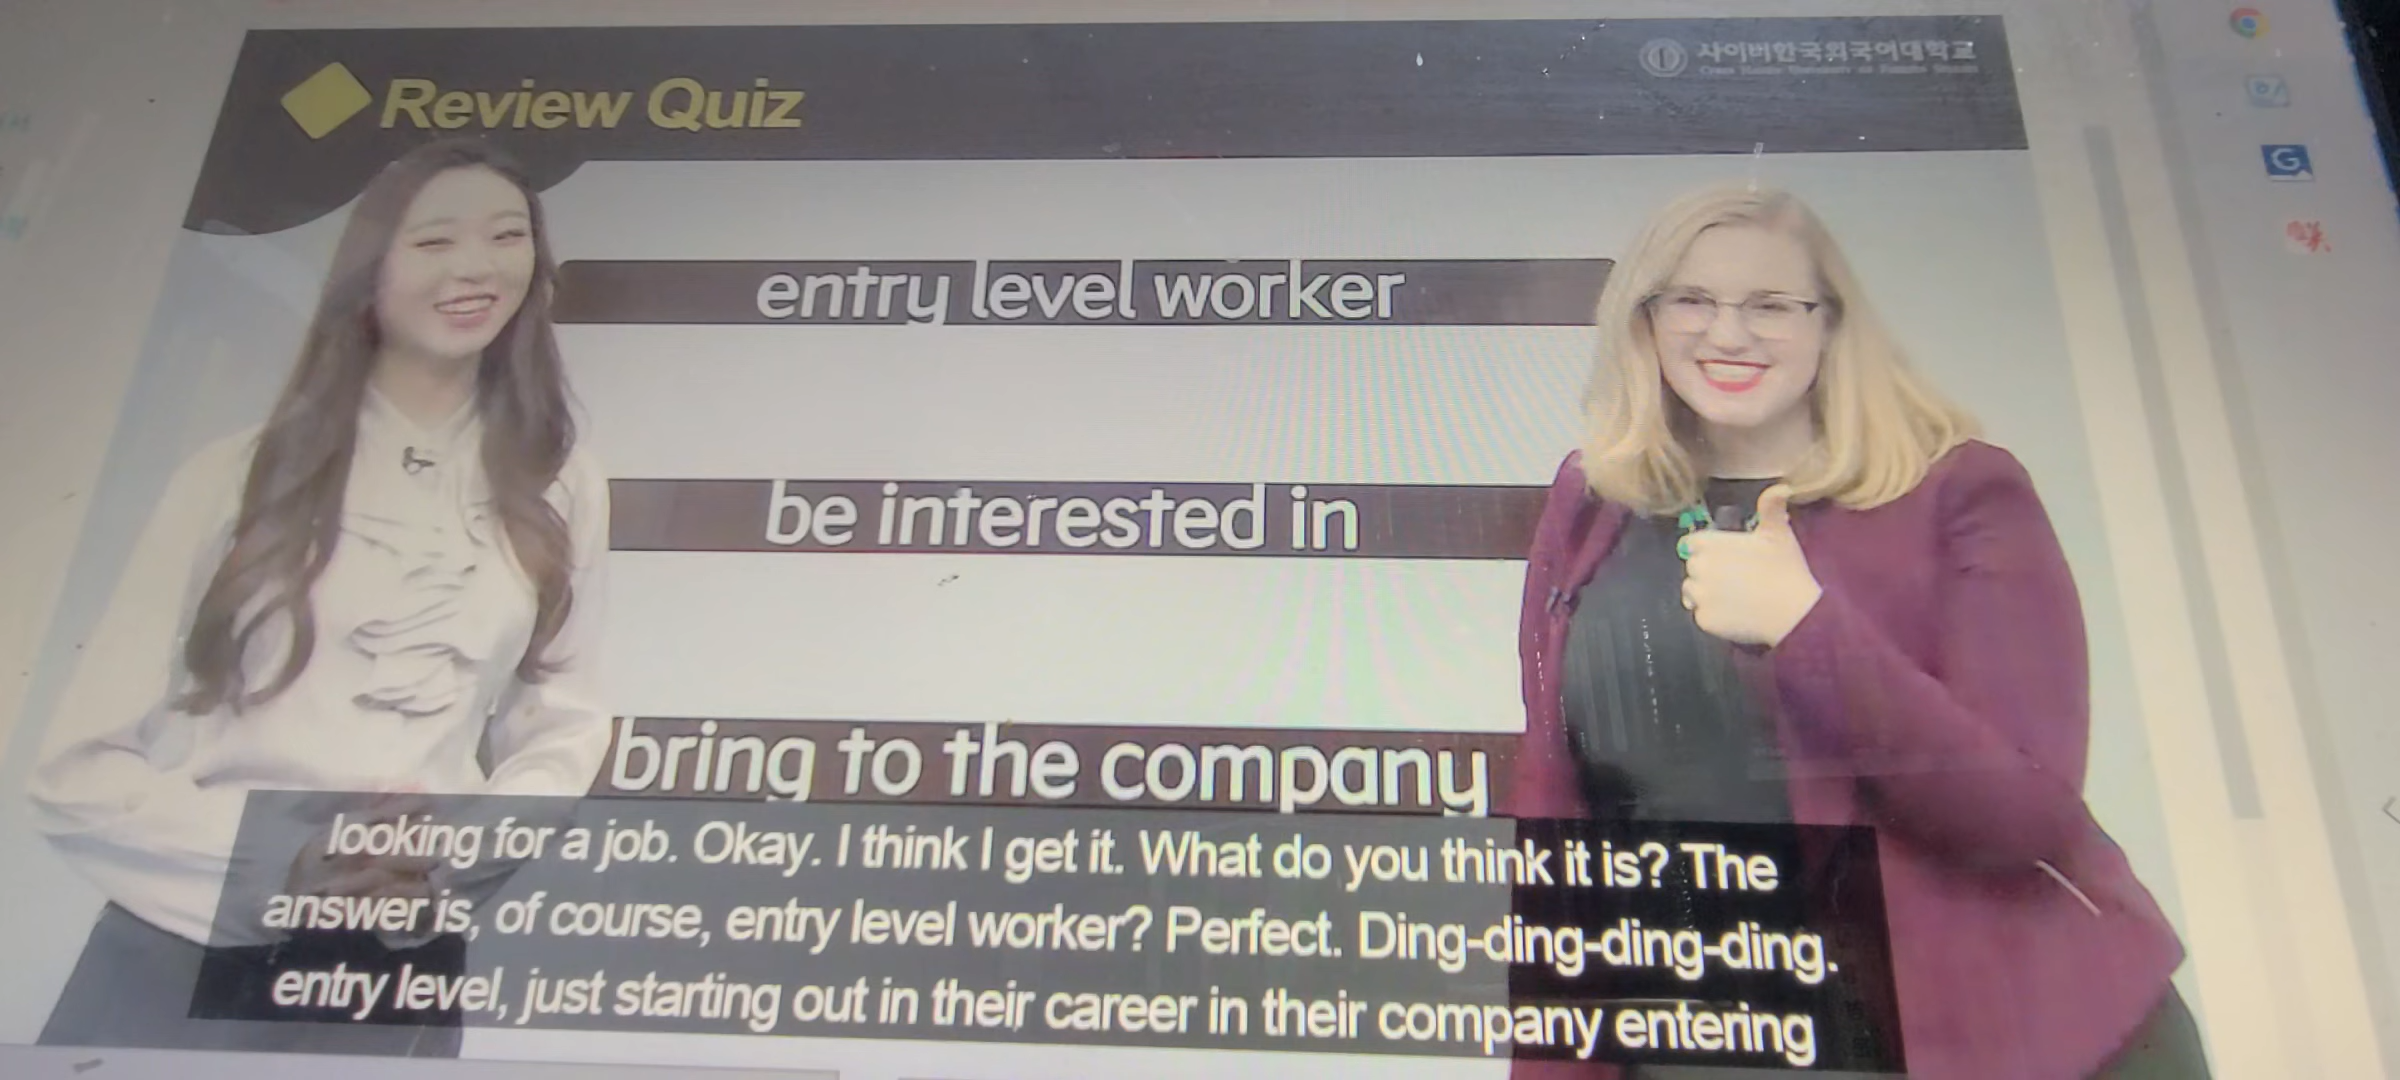 Review Quiz
사이버한국외국어대학교
entry level worker
be interested in
bring to the company
looking for a job. Okay. I think I get it. What do you think it is? The
answer is, of course, entry level worker? Perfect. Ding-ding-ding-ding.
entry level, just starting out in their career in their company entering